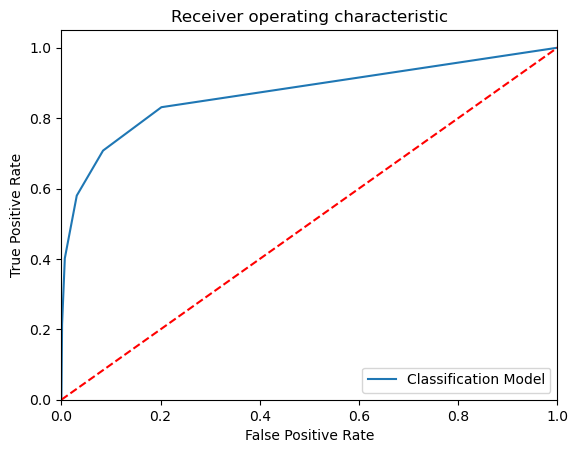 Receiver operating characteristic
1.0
0.8
0.6
0.4
0.2
0.0
True Positive Rate
0.0 0.2 0.4 0.6 0.8 1.0
False Positive Rate
Classification Model